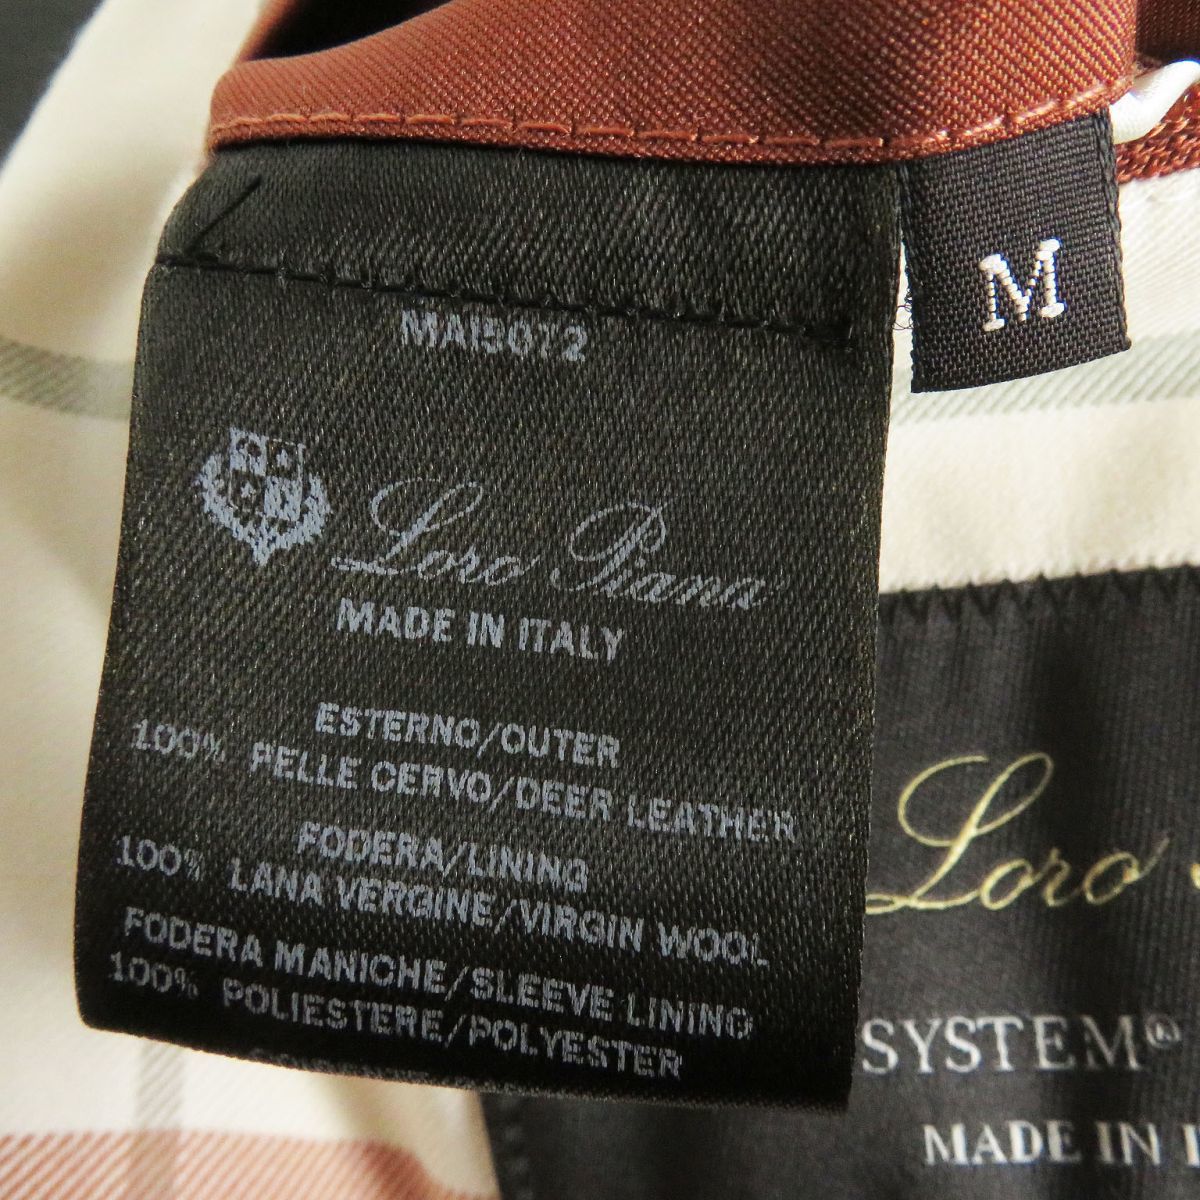 MAI5072
M
Loro Piana
MADE IN ITALY
ESTERNO/OUTER
100% PELLE CERVO/DEER LEATHER
FODERA/LINING
100% LANA VERGINE/VIRGIN WOOL
FODERA MANICHE/SLEEVE LINING
100% POLIESTERE/POLYESTER
Loro
SYSTEM®
MADE IN I